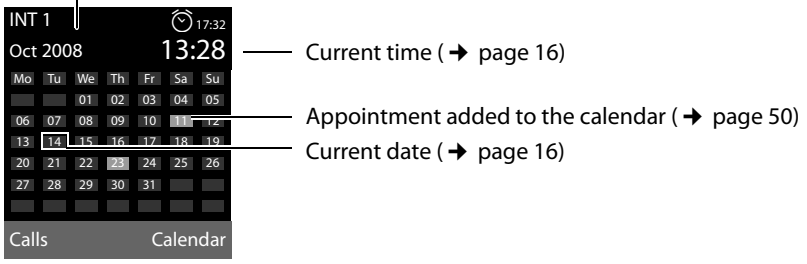 INT 1 17:32
Oct 2008 13:28
Current time ( ➔ page 16)
Mo Tu We Th Fr Sa Su
01 02 03 04 05
06 07 08 09 10 11 12
Appointment added to the calendar ( ➔ page 50)
13 14 15 16 17 18 19
Current date ( ➔ page 16)
20 21 22 23 24 25 26
27 28 29 30 31
Calls Calendar